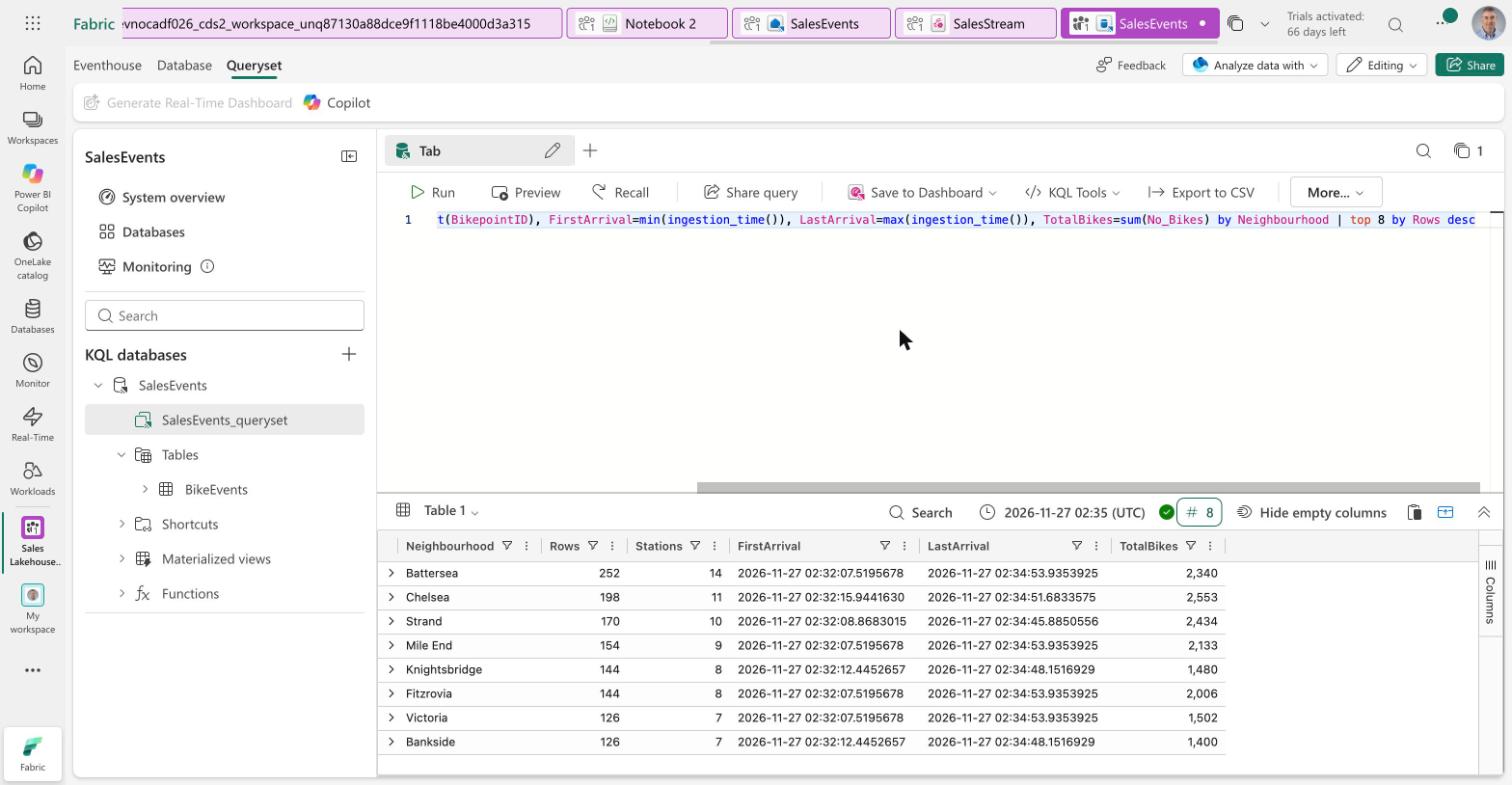 Fabric
evnocadf026_cds2_workspace_unq87130a88dce9f1118be4000d3a315
Notebook 2
SalesEvents
SalesStream
SalesEvents
Trials activated:
66 days left
Home
Workspaces
Power BI
Copilot
OneLake
catalog
Databases
Monitor
Real-Time
Workloads
Sales
Lakehouse..
My
workspace
Fabric
Eventhouse Database Queryset
Feedback
Analyze data with
Editing
Share
Generate Real-Time Dashboard
Copilot
SalesEvents
System overview
Databases
Monitoring
Search
KQL databases
SalesEvents
SalesEvents_queryset
Tables
BikeEvents
Shortcuts
Materialized views
Functions
Tab
1
Run Preview Recall Share query Save to Dashboard KQL Tools Export to CSV More...
1 t(BikepointID), FirstArrival=min(ingestion_time()), LastArrival=max(ingestion_time()), TotalBikes=sum(No_Bikes) by Neighbourhood | top 8 by Rows desc
Table 1 Search 2026-11-27 02:35 (UTC) # 8 Hide empty columns
Neighbourhood Rows Stations FirstArrival LastArrival TotalBikes
Battersea 252 14 2026-11-27 02:32:07.5195678 2026-11-27 02:34:53.9353925 2,340
Chelsea 198 11 2026-11-27 02:32:15.9441630 2026-11-27 02:34:51.6833575 2,553
Strand 170 10 2026-11-27 02:32:08.8683015 2026-11-27 02:34:45.8850556 2,434
Mile End 154 9 2026-11-27 02:32:07.5195678 2026-11-27 02:34:53.9353925 2,133
Knightsbridge 144 8 2026-11-27 02:32:12.4452657 2026-11-27 02:34:48.1516929 1,480
Fitzrovia 144 8 2026-11-27 02:32:07.5195678 2026-11-27 02:34:53.9353925 2,006
Victoria 126 7 2026-11-27 02:32:07.5195678 2026-11-27 02:34:53.9353925 1,502
Bankside 126 7 2026-11-27 02:32:12.4452657 2026-11-27 02:34:48.1516929 1,400
Columns